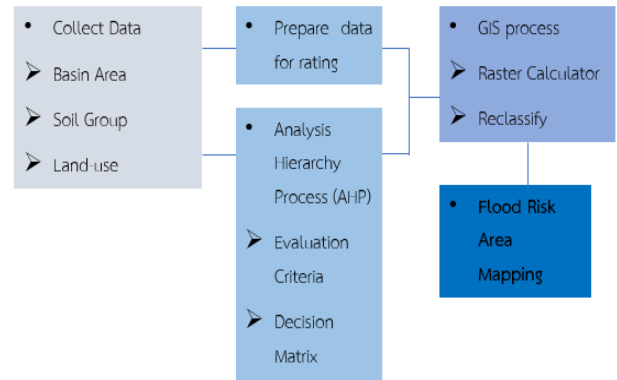 • Collect Data
➢ Basin Area
➢ Soil Group
➢ Land-use
• Prepare data
for rating
• Analysis
Hierarchy
Process (AHP)
➢ Evaluation
Criteria
➢ Decision
Matrix
• GIS process
➢ Raster Calculator
➢ Reclassify
• Flood Risk
Area
Mapping